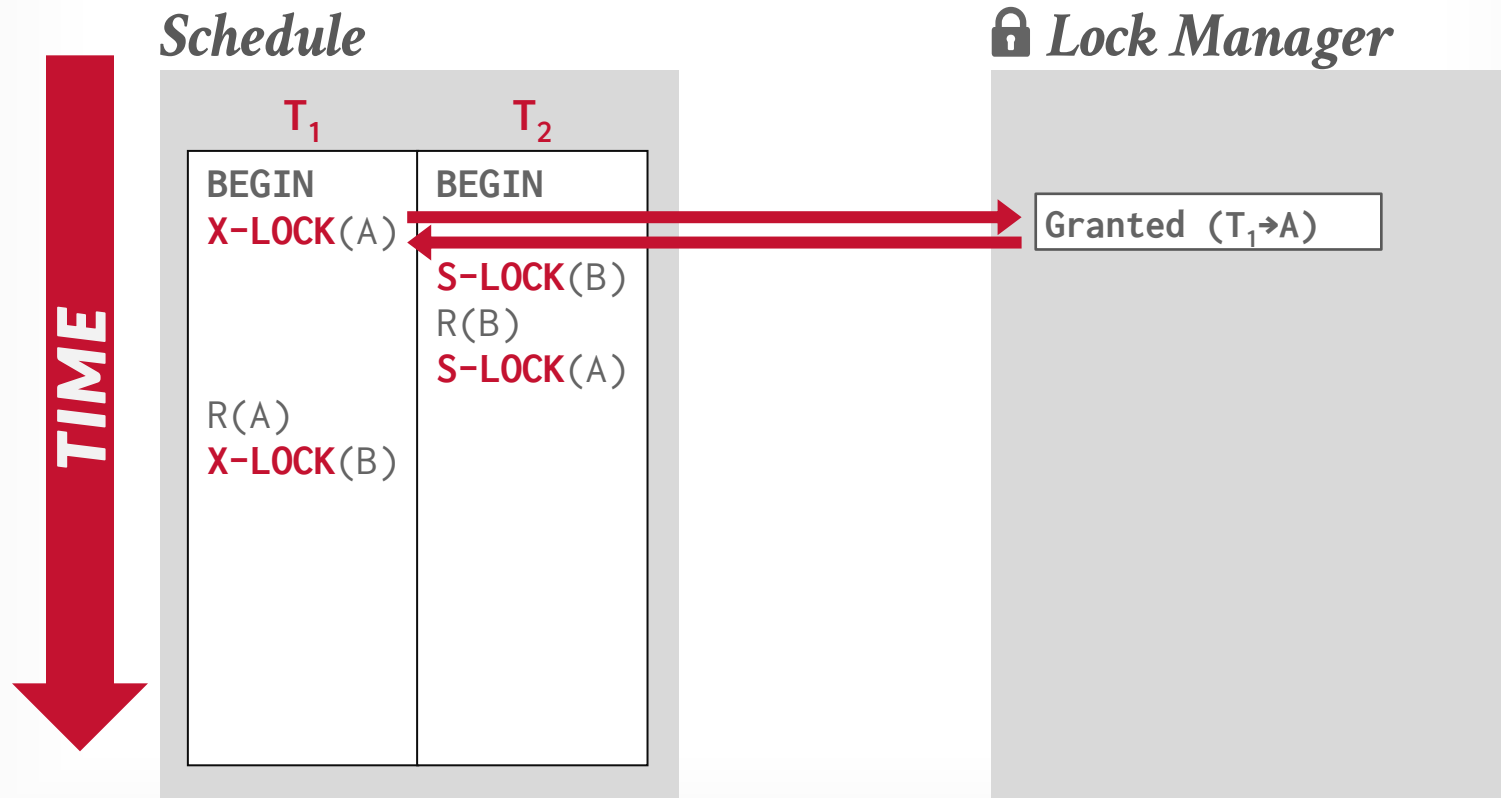 Schedule
Lock Manager
TIME
T₁ T₂
BEGIN BEGIN
X-LOCK(A)
Granted (T₁→A)
S-LOCK(B)
R(B)
S-LOCK(A)
R(A)
X-LOCK(B)